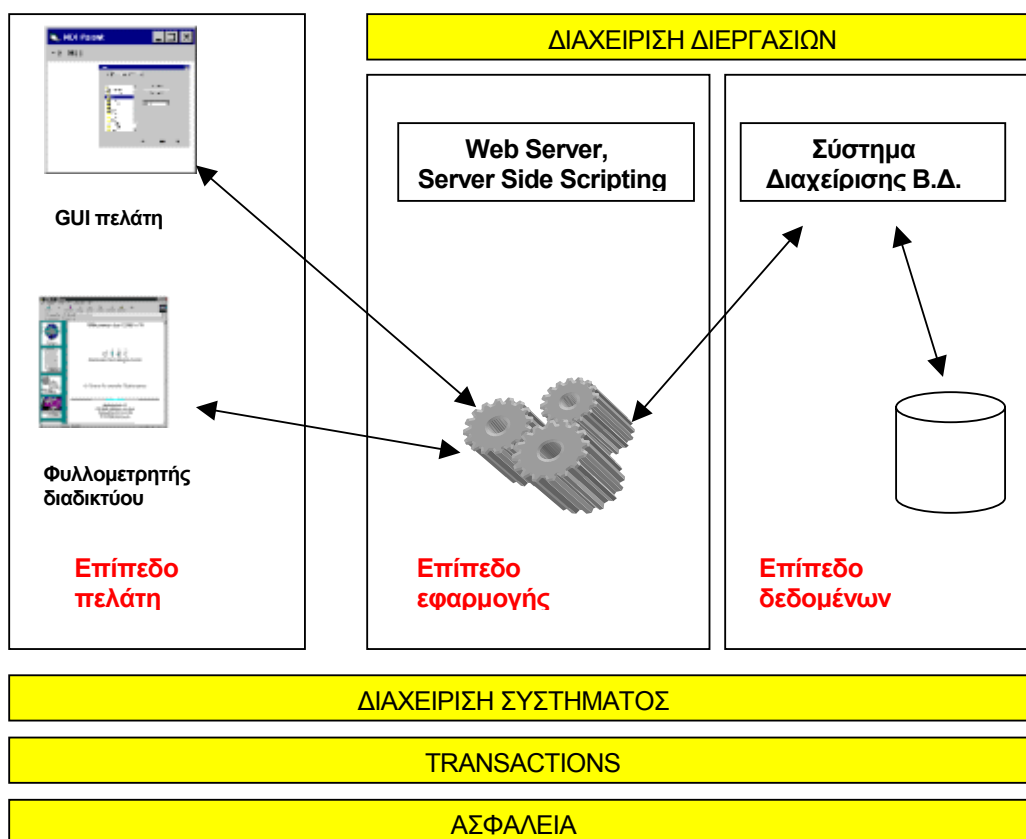 ΔΙΑΧΕΙΡΙΣΗ ΔΙΕΡΓΑΣΙΩΝ
GUI πελάτη
Φυλλομετρητής
διαδικτύου
Επίπεδο
πελάτη
Web Server,
Server Side Scripting
Επίπεδο
εφαρμογής
Σύστημα
Διαχείρισης Β.Δ.
Επίπεδο
δεδομένων
ΔΙΑΧΕΙΡΙΣΗ ΣΥΣΤΗΜΑΤΟΣ
TRANSACTIONS
ΑΣΦΑΛΕΙΑ